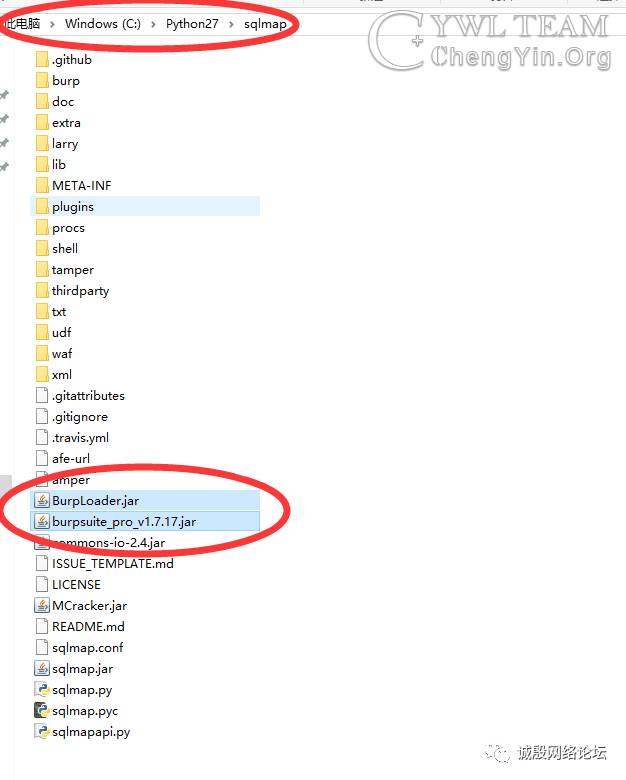 此电脑 > Windows (C:) > Python27 > sqlmap
CYWL TEAM
ChengYin.Org
.github
burp
doc
extra
larry
lib
META-INF
plugins
procs
shell
tamper
thirdparty
txt
udf
waf
xml
.gitattributes
.gitignore
.travis.yml
afe-url
amper
BurpLoader.jar
burpsuite_pro_v1.7.17.jar
commons-io-2.4.jar
ISSUE_TEMPLATE.md
LICENSE
MCracker.jar
README.md
sqlmap.conf
sqlmap.jar
sqlmap.py
sqlmap.pyc
sqlmapapi.py
诚殷网络论坛